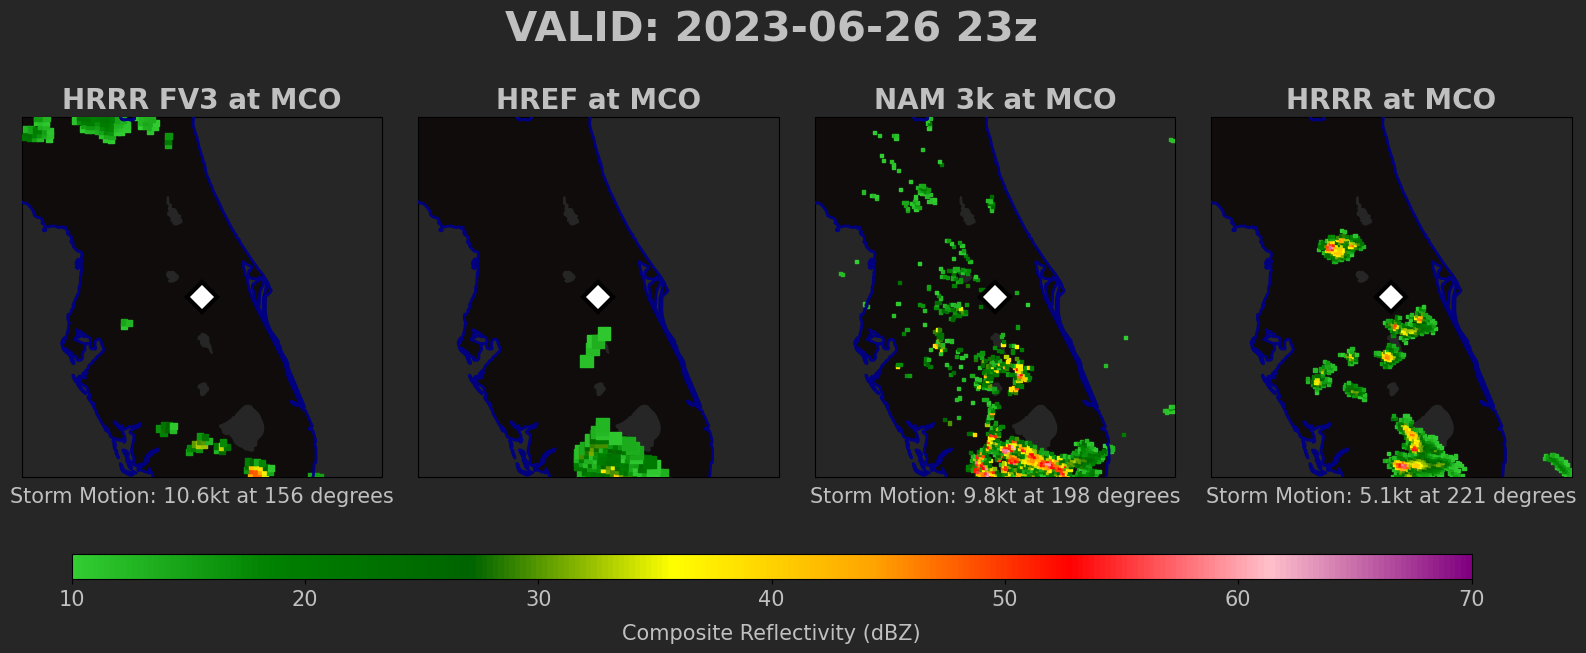 VALID: 2023-06-26 23z
HRRR FV3 at MCO
HREF at MCO
NAM 3k at MCO
HRRR at MCO
Storm Motion: 10.6kt at 156 degrees
Storm Motion: 9.8kt at 198 degrees
Storm Motion: 5.1kt at 221 degrees
10 20 30 40 50 60 70
Composite Reflectivity (dBZ)